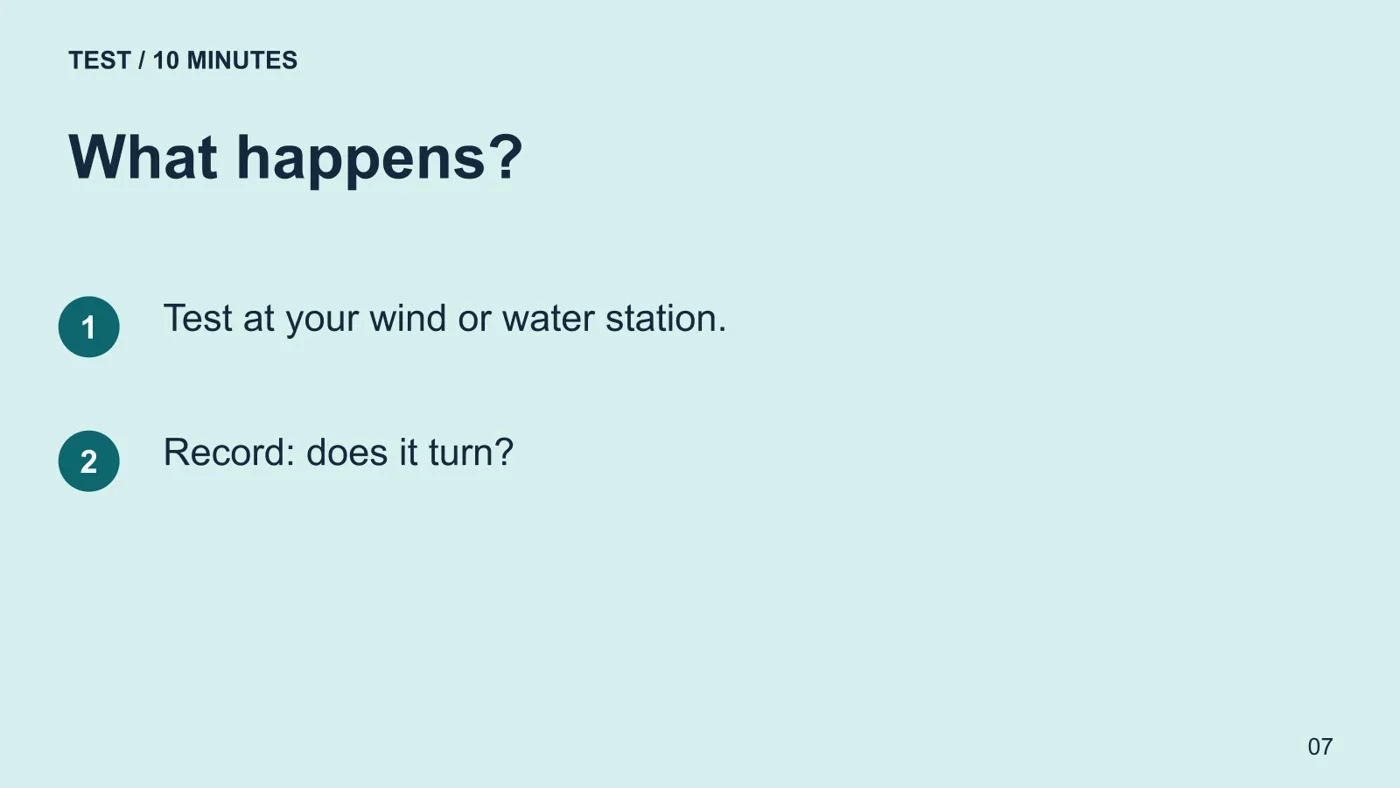 TEST / 10 MINUTES
What happens?
1 Test at your wind or water station.
2 Record: does it turn?
07